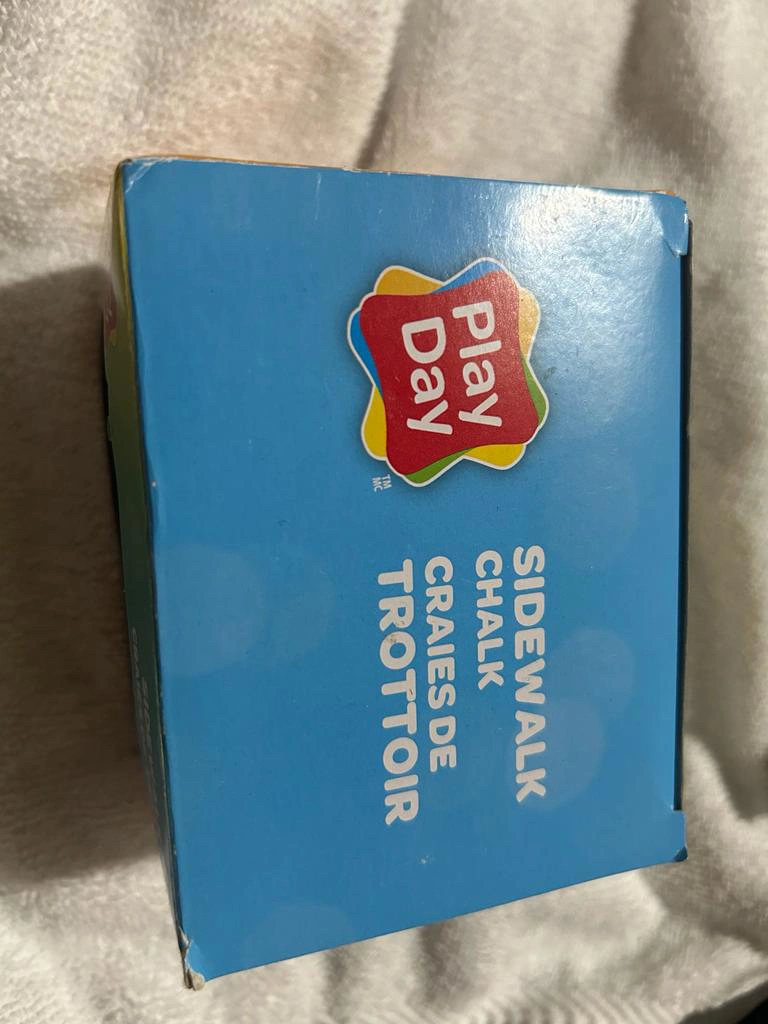 Play
Day
TM
MC
SIDEWALK
CHALK
CRAIES DE
TROTTOIR